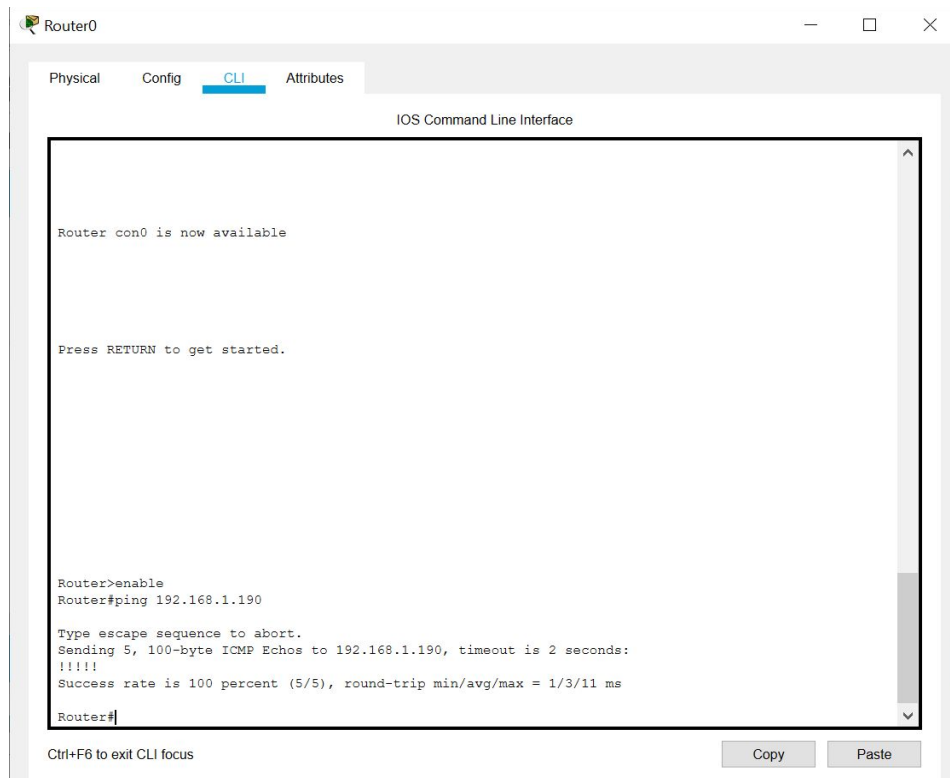 Router0
Physical Config CLI Attributes
IOS Command Line Interface
Router con0 is now available
Press RETURN to get started.
Router>enable
Router#ping 192.168.1.190
Type escape sequence to abort.
Sending 5, 100-byte ICMP Echos to 192.168.1.190, timeout is 2 seconds:
!!!!!
Success rate is 100 percent (5/5), round-trip min/avg/max = 1/3/11 ms
Router#
Ctrl+F6 to exit CLI focus Copy Paste